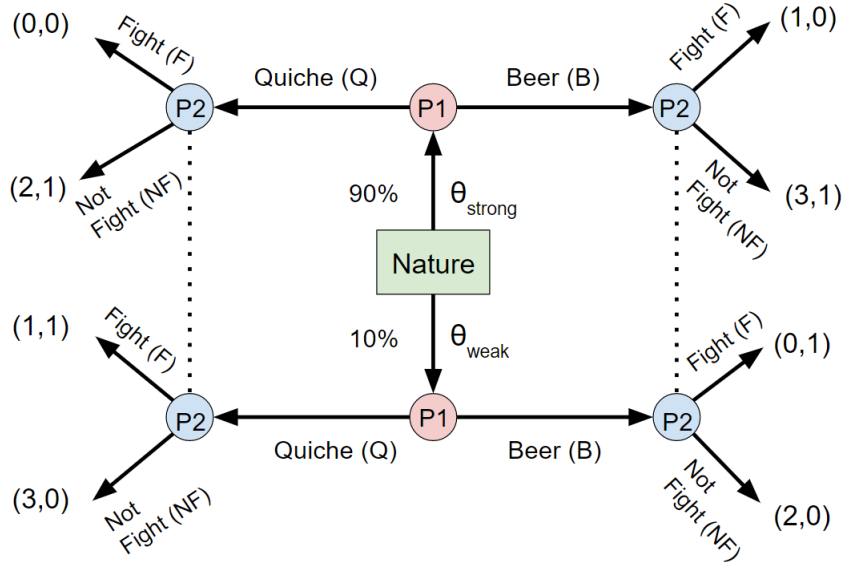 (0,0)
Fight (F)
Quiche (Q)
Beer (B)
Fight (F)
(1,0)
P2
P1
P2
(2,1)
Not
Fight (NF)
90%
θstrong
Not
Fight (NF)
(3,1)
Nature
(1,1)
Fight (F)
10%
θweak
Fight (F)
(0,1)
P2
P1
P2
Quiche (Q)
Beer (B)
(3,0)
Not
Fight (NF)
Not
Fight (NF)
(2,0)